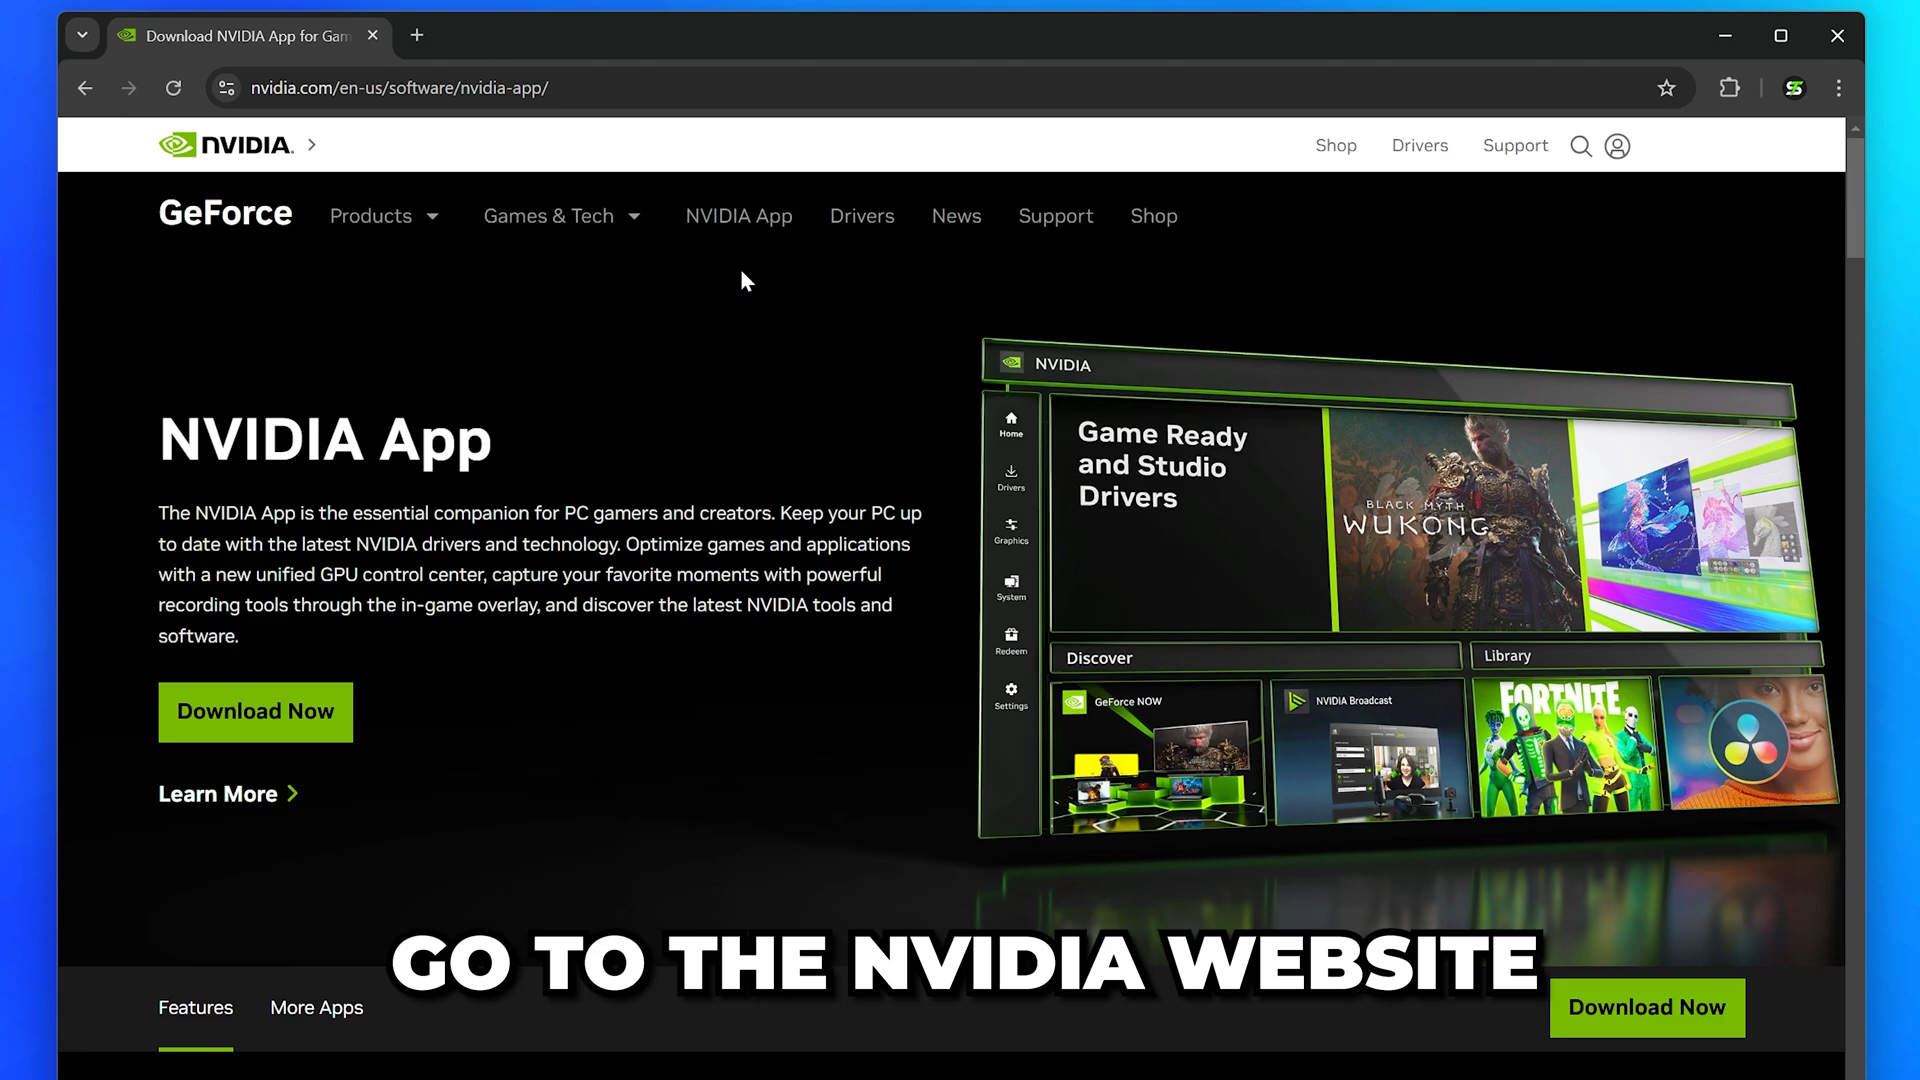 Download NVIDIA App for Gam
nvidia.com/en-us/software/nvidia-app/
NVIDIA.
Shop
Drivers
Support
GeForce
Products
Games & Tech
NVIDIA App
Drivers
News
Support
Shop
NVIDIA App
The NVIDIA App is the essential companion for PC gamers and creators. Keep your PC up
to date with the latest NVIDIA drivers and technology. Optimize games and applications
with a new unified GPU control center, capture your favorite moments with powerful
recording tools through the in-game overlay, and discover the latest NVIDIA tools and
software.
Download Now
Learn More
NVIDIA
Home
Drivers
Graphics
System
Redeem
Settings
Game Ready
and Studio
Drivers
BLACK MYTH
WUKONG
Discover
Library
GeForce NOW
NVIDIA Broadcast
FORTNITE
GO TO THE NVIDIA WEBSITE
Features
More Apps
Download Now